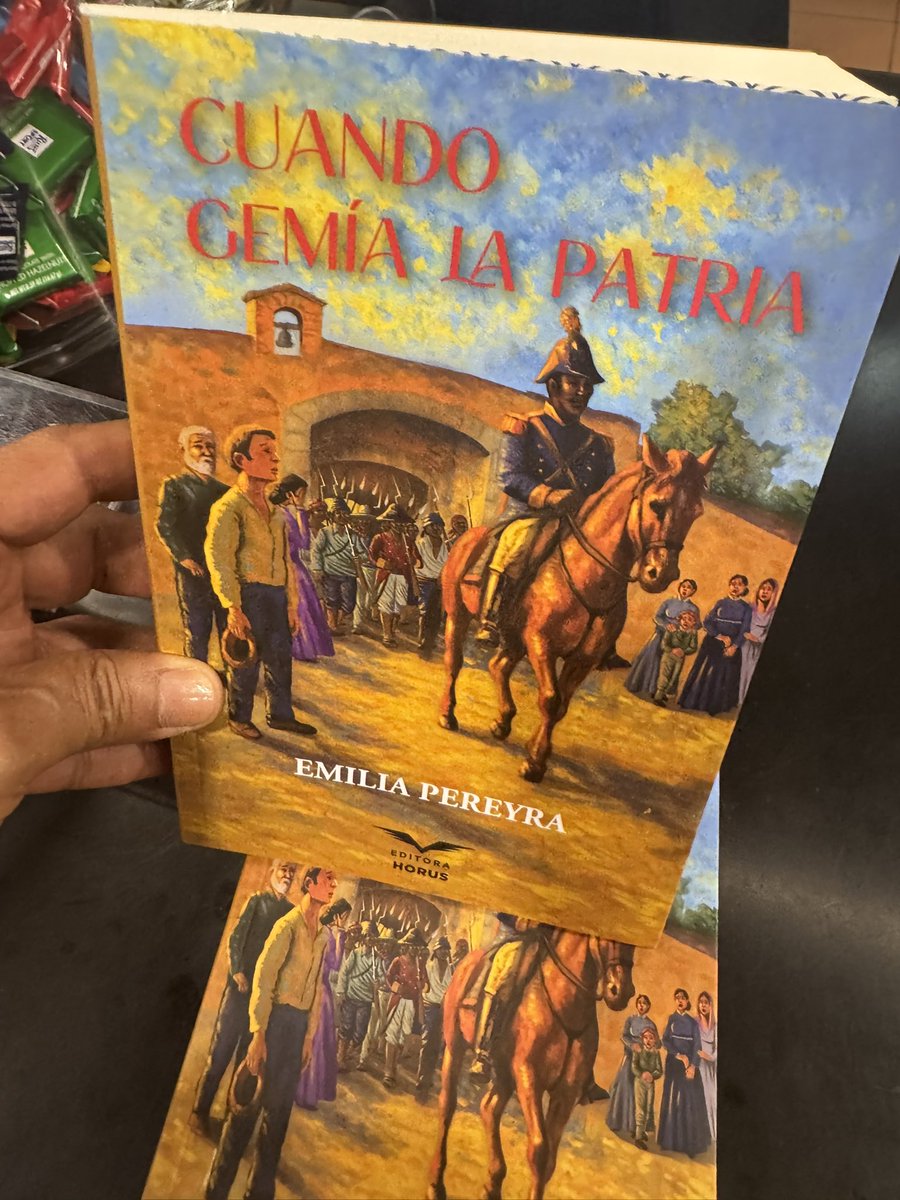 CUANDO
GEMÍA LA PATRIA
EMILIA PEREYRA
EDITORA
HORUS